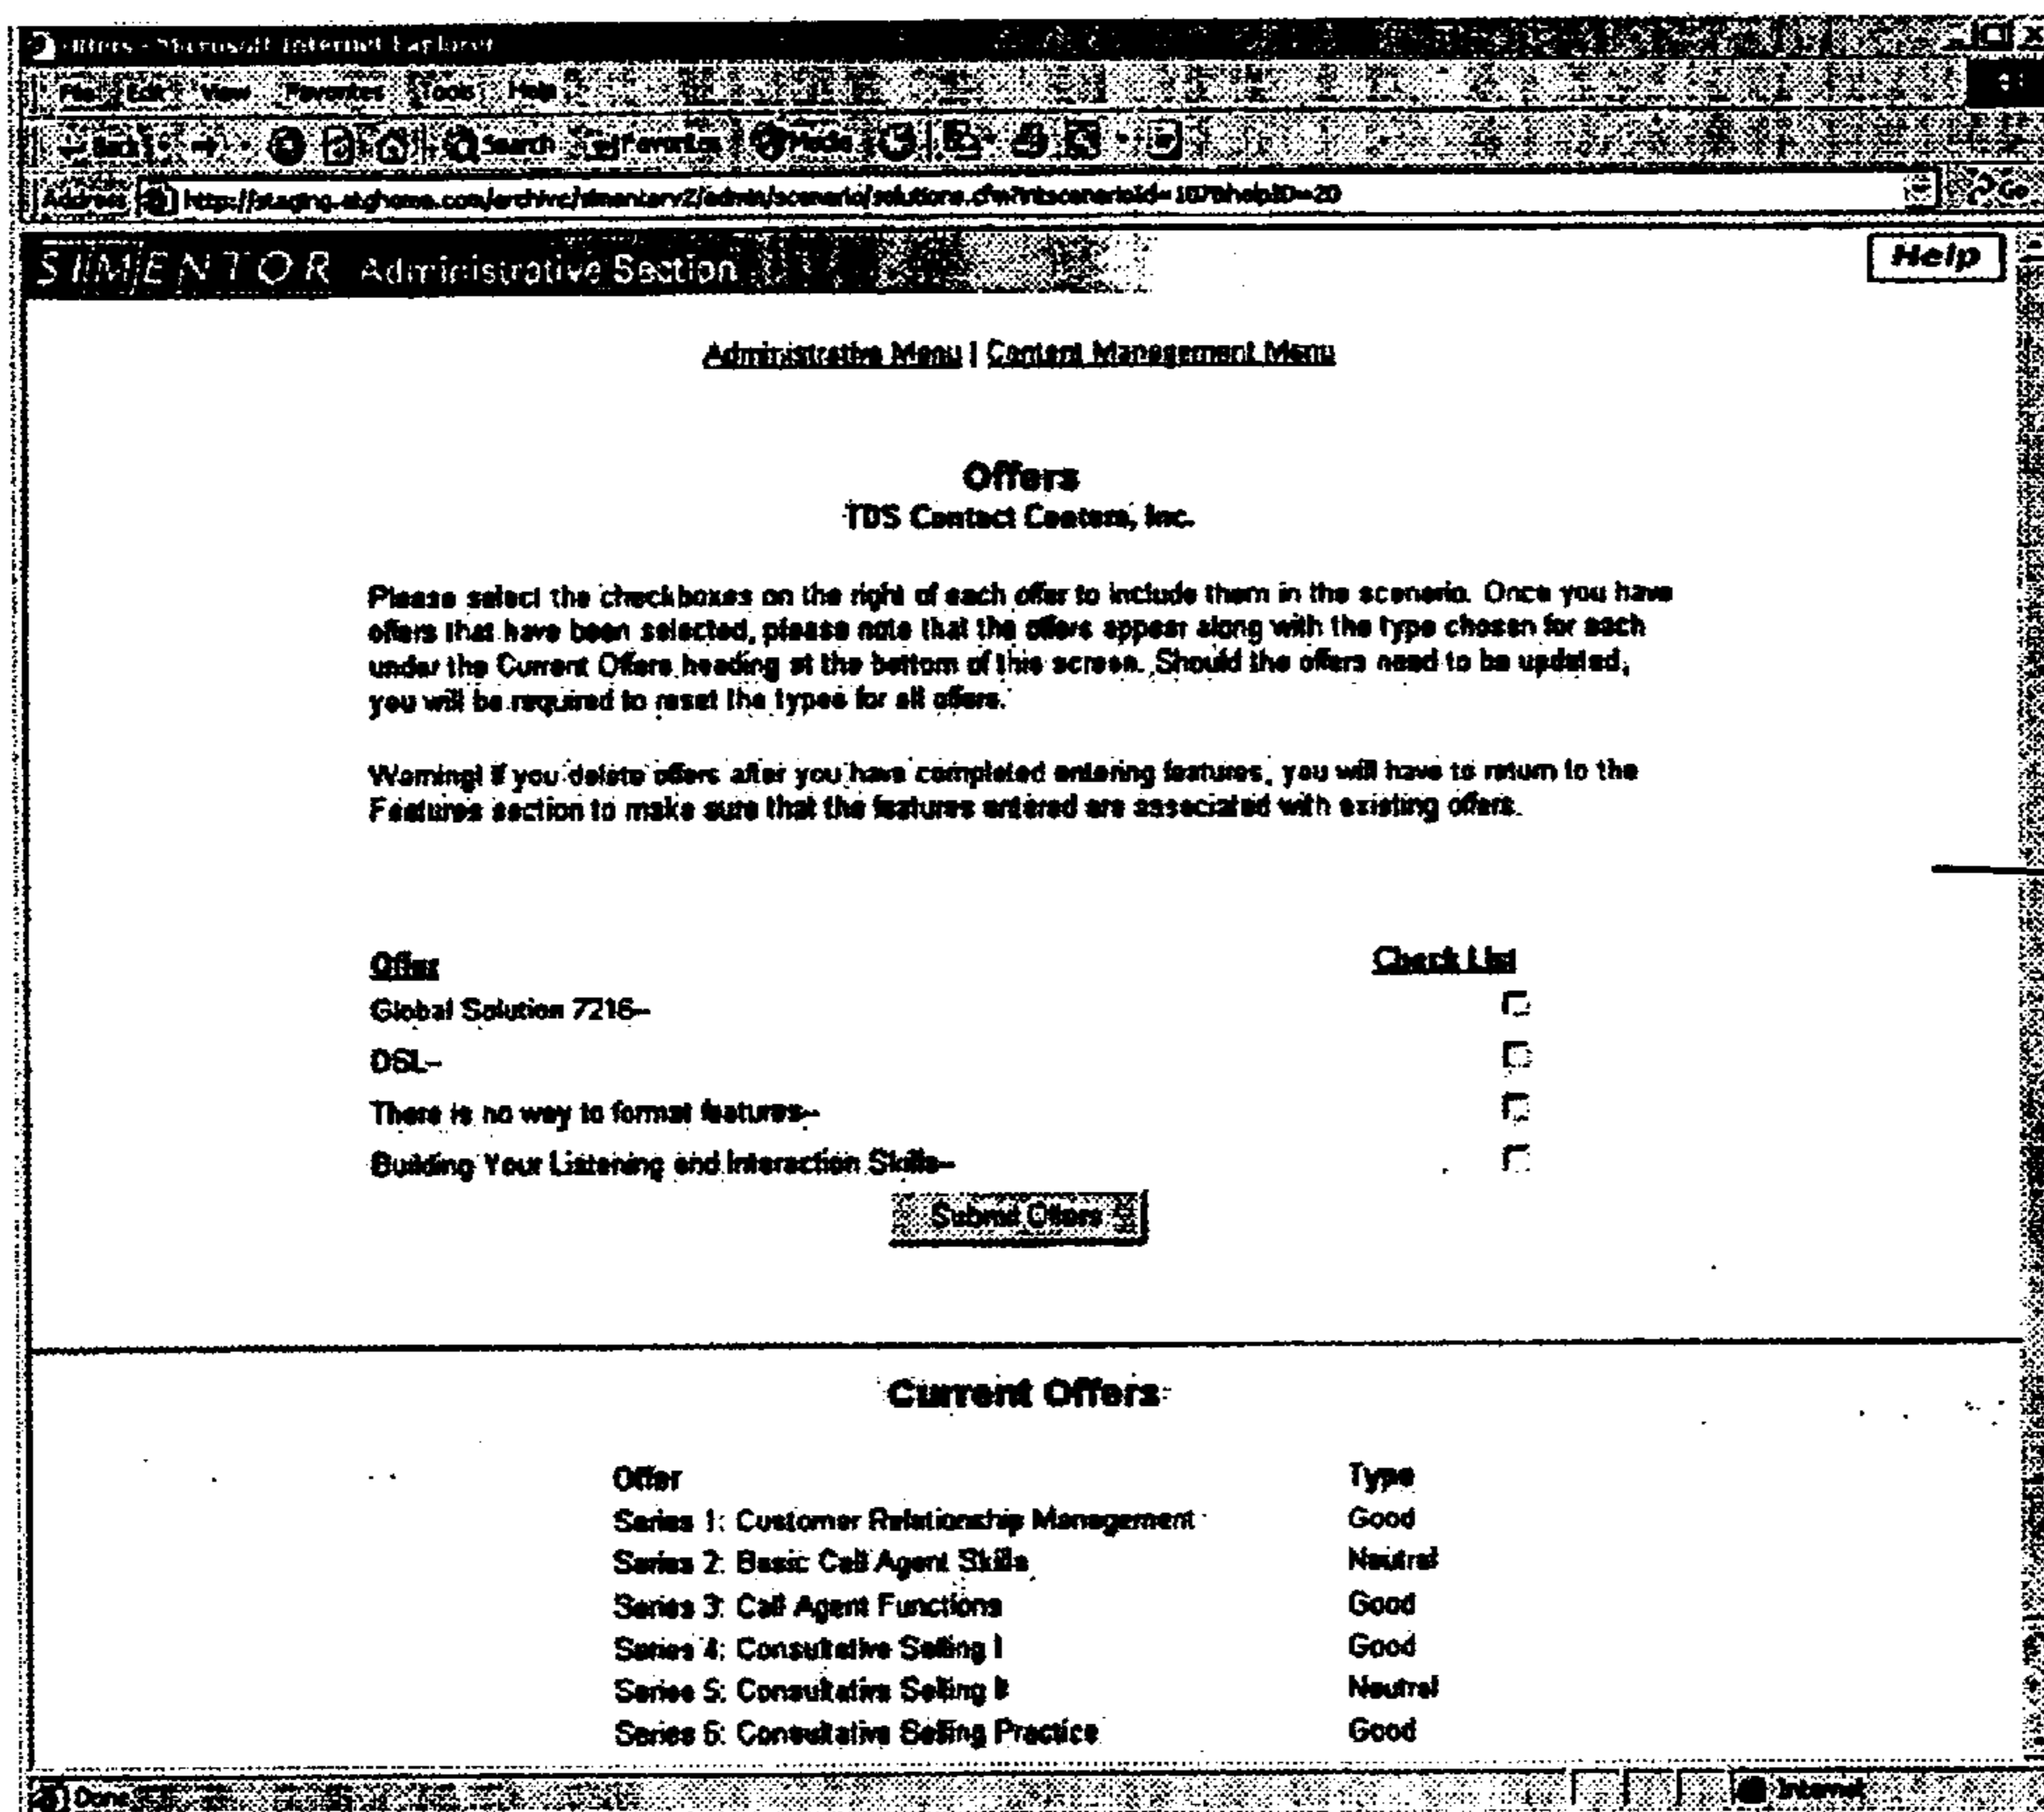 Offers - Microsoft Internet Explorer
File Edit View Favorites Tools Help
Back Search Favorites Media
Address http://staging. Go
SIMENTOR Administrative Section
Help
Administrative Menu | Content Management Menu
Offers
TDS Contact Centers, Inc.
Please select the checkboxes on the right of each offer to include them in the scenario. Once you have
offers that have been selected, please note that the offers appear along with the type chosen for each
under the Current Offers heading at the bottom of this screen. Should the offers need to be updated,
you will be required to reset the types for all offers.
Warning! If you delete offers after you have completed entering features, you will have to return to the
Features section to make sure that the features entered are associated with existing offers.
Offer Check List
Global Solution 7216--
DSL--
There is no way to format features--
Building Your Listening and Interaction Skills--
Submit Offers
Current Offers
Offer Type
Series 1: Customer Relationship Management Good
Series 2: Basic Call Agent Skills Neutral
Series 3: Call Agent Functions Good
Series 4: Consultative Selling I Good
Series 5: Consultative Selling II Neutral
Series 6: Consultative Selling Practice Good
Done Internet